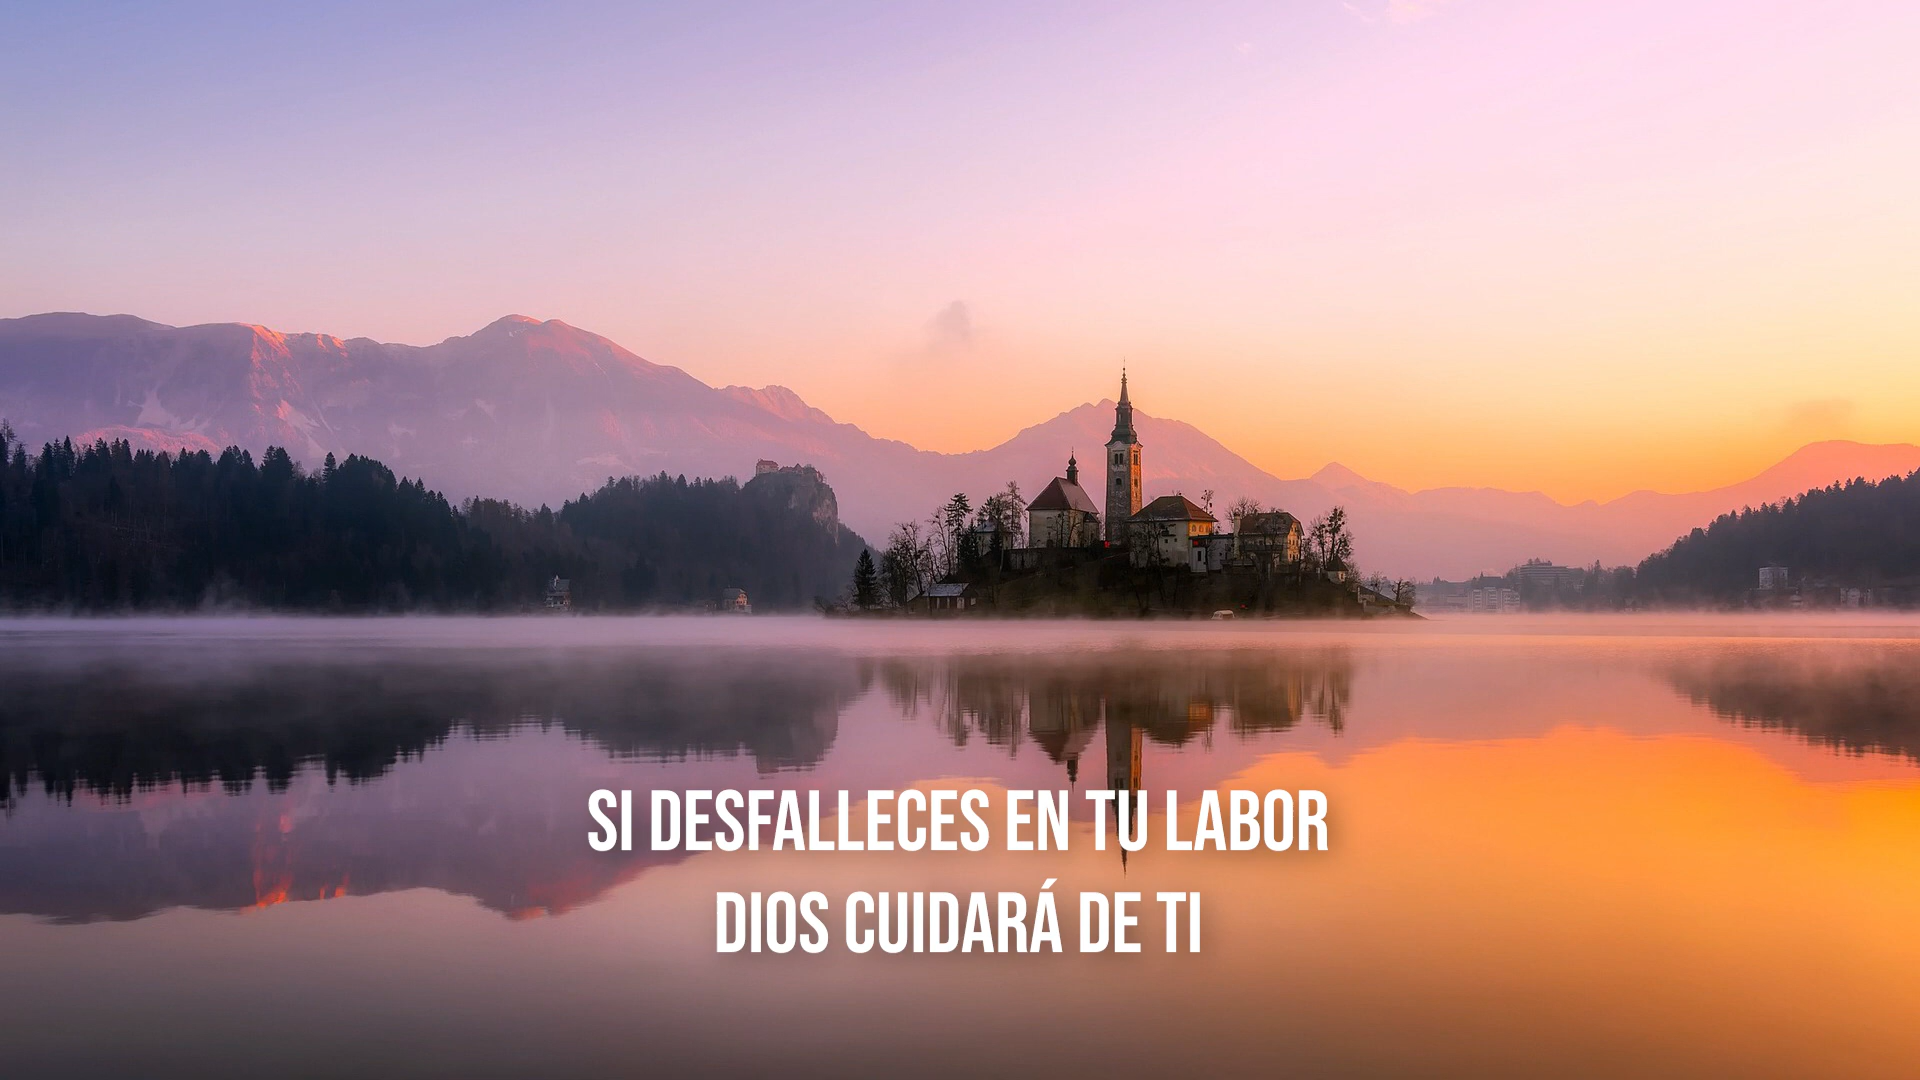 SI DESFALLECES EN TU LABOR
DIOS CUIDARÁ DE TI